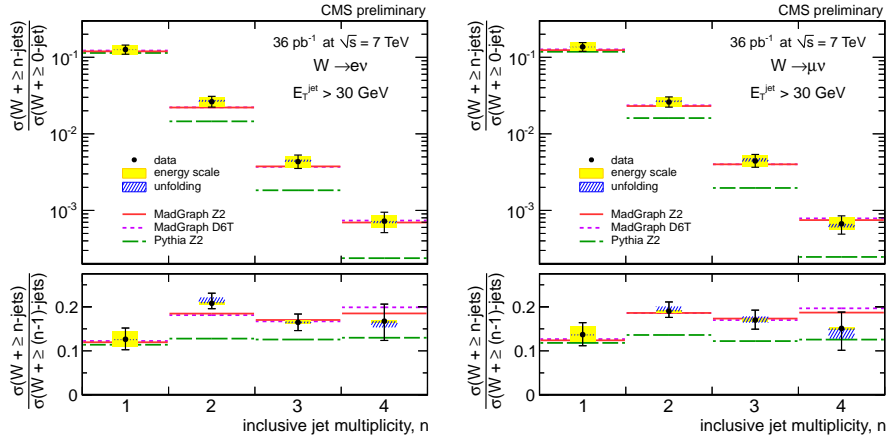 CMS preliminary
36 pb⁻¹ at √s = 7 TeV
W → eν
E_T^jet > 30 GeV
σ(W + ≥ n-jets)
σ(W + ≥ 0-jet)
10⁻¹
10⁻²
10⁻³
data
energy scale
unfolding
MadGraph Z2
MadGraph D6T
Pythia Z2
σ(W + ≥ n-jets)
σ(W + ≥ (n-1)-jets)
0.2
0.1
0
1 2 3 4
inclusive jet multiplicity, n
CMS preliminary
36 pb⁻¹ at √s = 7 TeV
W → μν
E_T^jet > 30 GeV
σ(W + ≥ n-jets)
σ(W + ≥ 0-jet)
10⁻¹
10⁻²
10⁻³
data
energy scale
unfolding
MadGraph Z2
MadGraph D6T
Pythia Z2
σ(W + ≥ n-jets)
σ(W + ≥ (n-1)-jets)
0.2
0.1
0
1 2 3 4
inclusive jet multiplicity, n